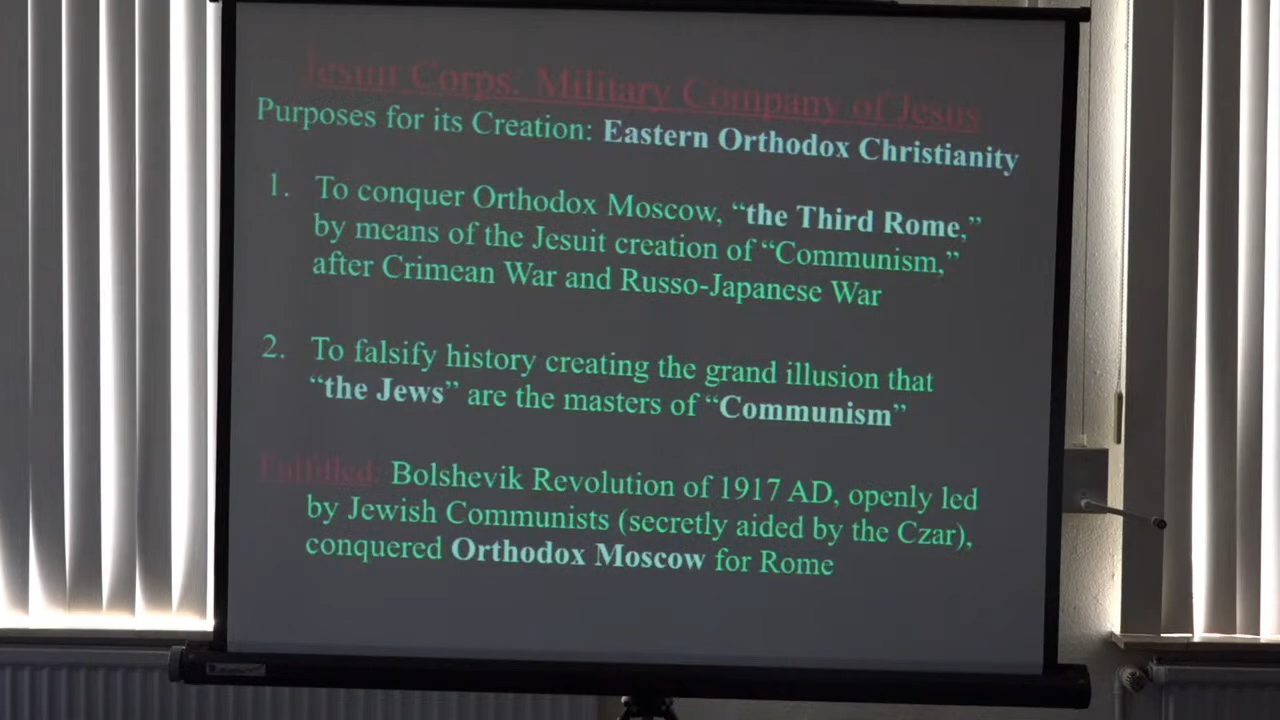 Jesuit Corps: Military Company of Jesus
Purposes for its Creation: Eastern Orthodox Christianity
1. To conquer Orthodox Moscow, “the Third Rome,”
by means of the Jesuit creation of “Communism,”
after Crimean War and Russo-Japanese War
2. To falsify history creating the grand illusion that
“the Jews” are the masters of “Communism”
Fulfilled: Bolshevik Revolution of 1917 AD, openly led
by Jewish Communists (secretly aided by the Czar),
conquered Orthodox Moscow for Rome